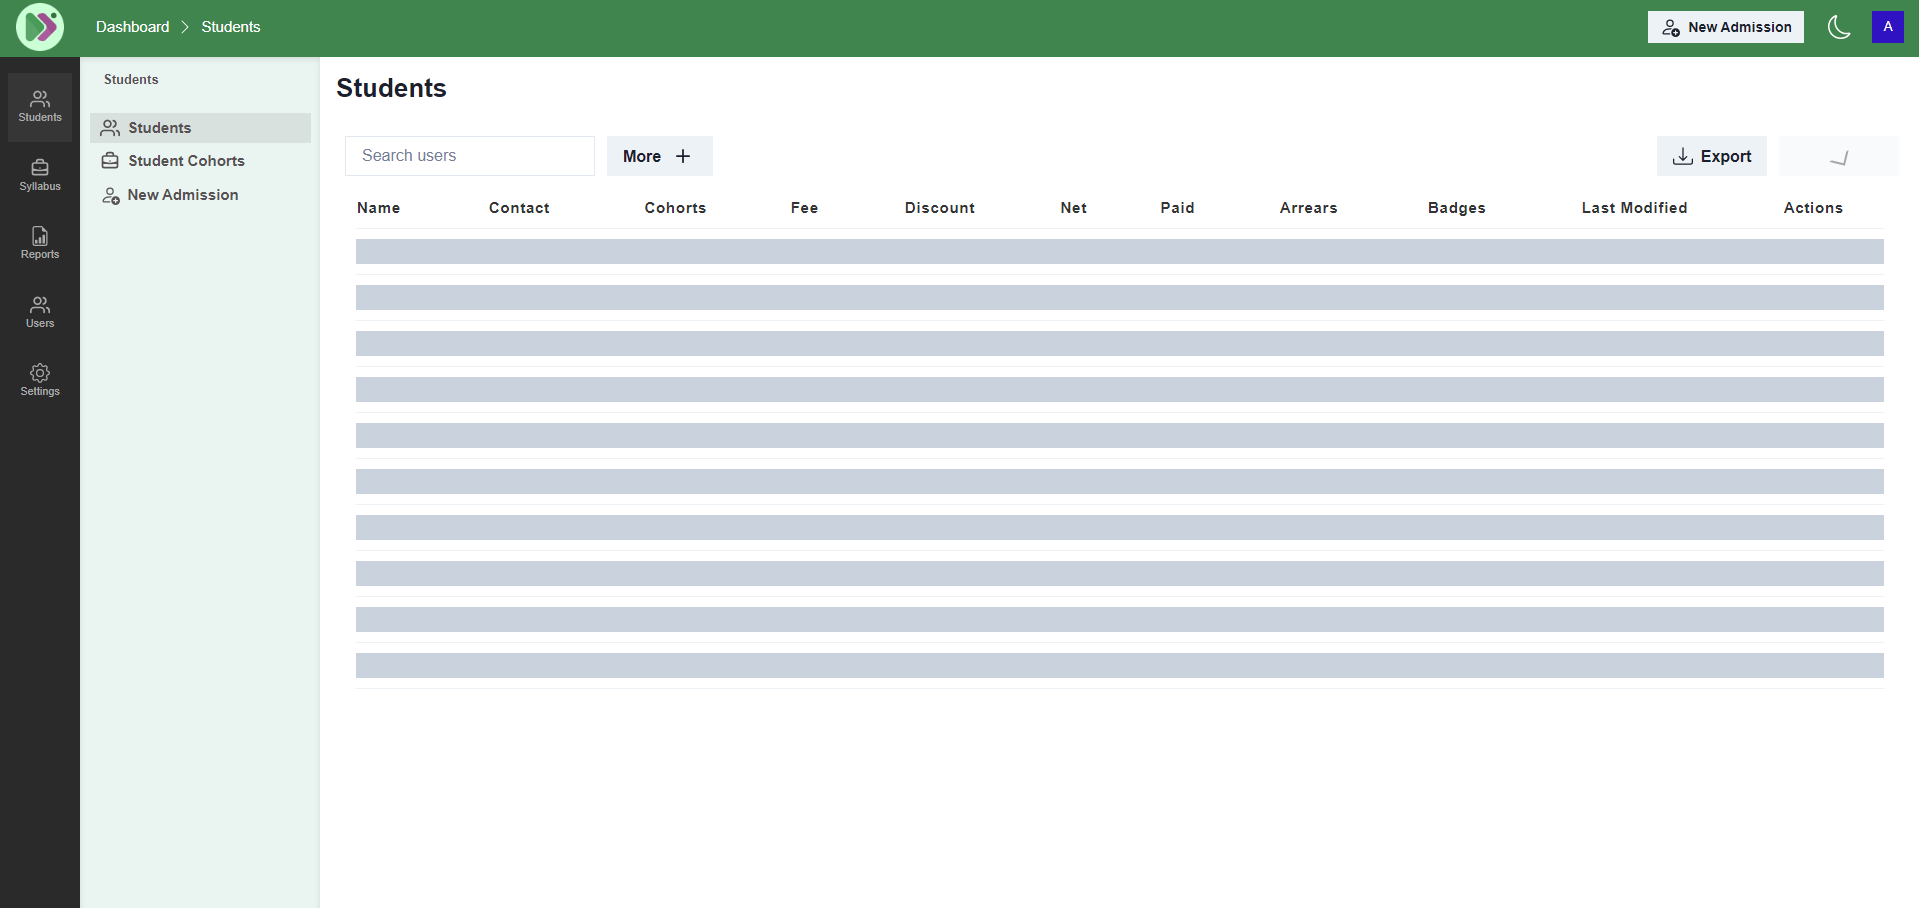 Dashboard > Students
New Admission
A
Students
Syllabus
Reports
Users
Settings
Students
Students
Student Cohorts
New Admission
Students
Search users
More +
Export
Name Contact Cohorts Fee Discount Net Paid Arrears Badges Last Modified Actions